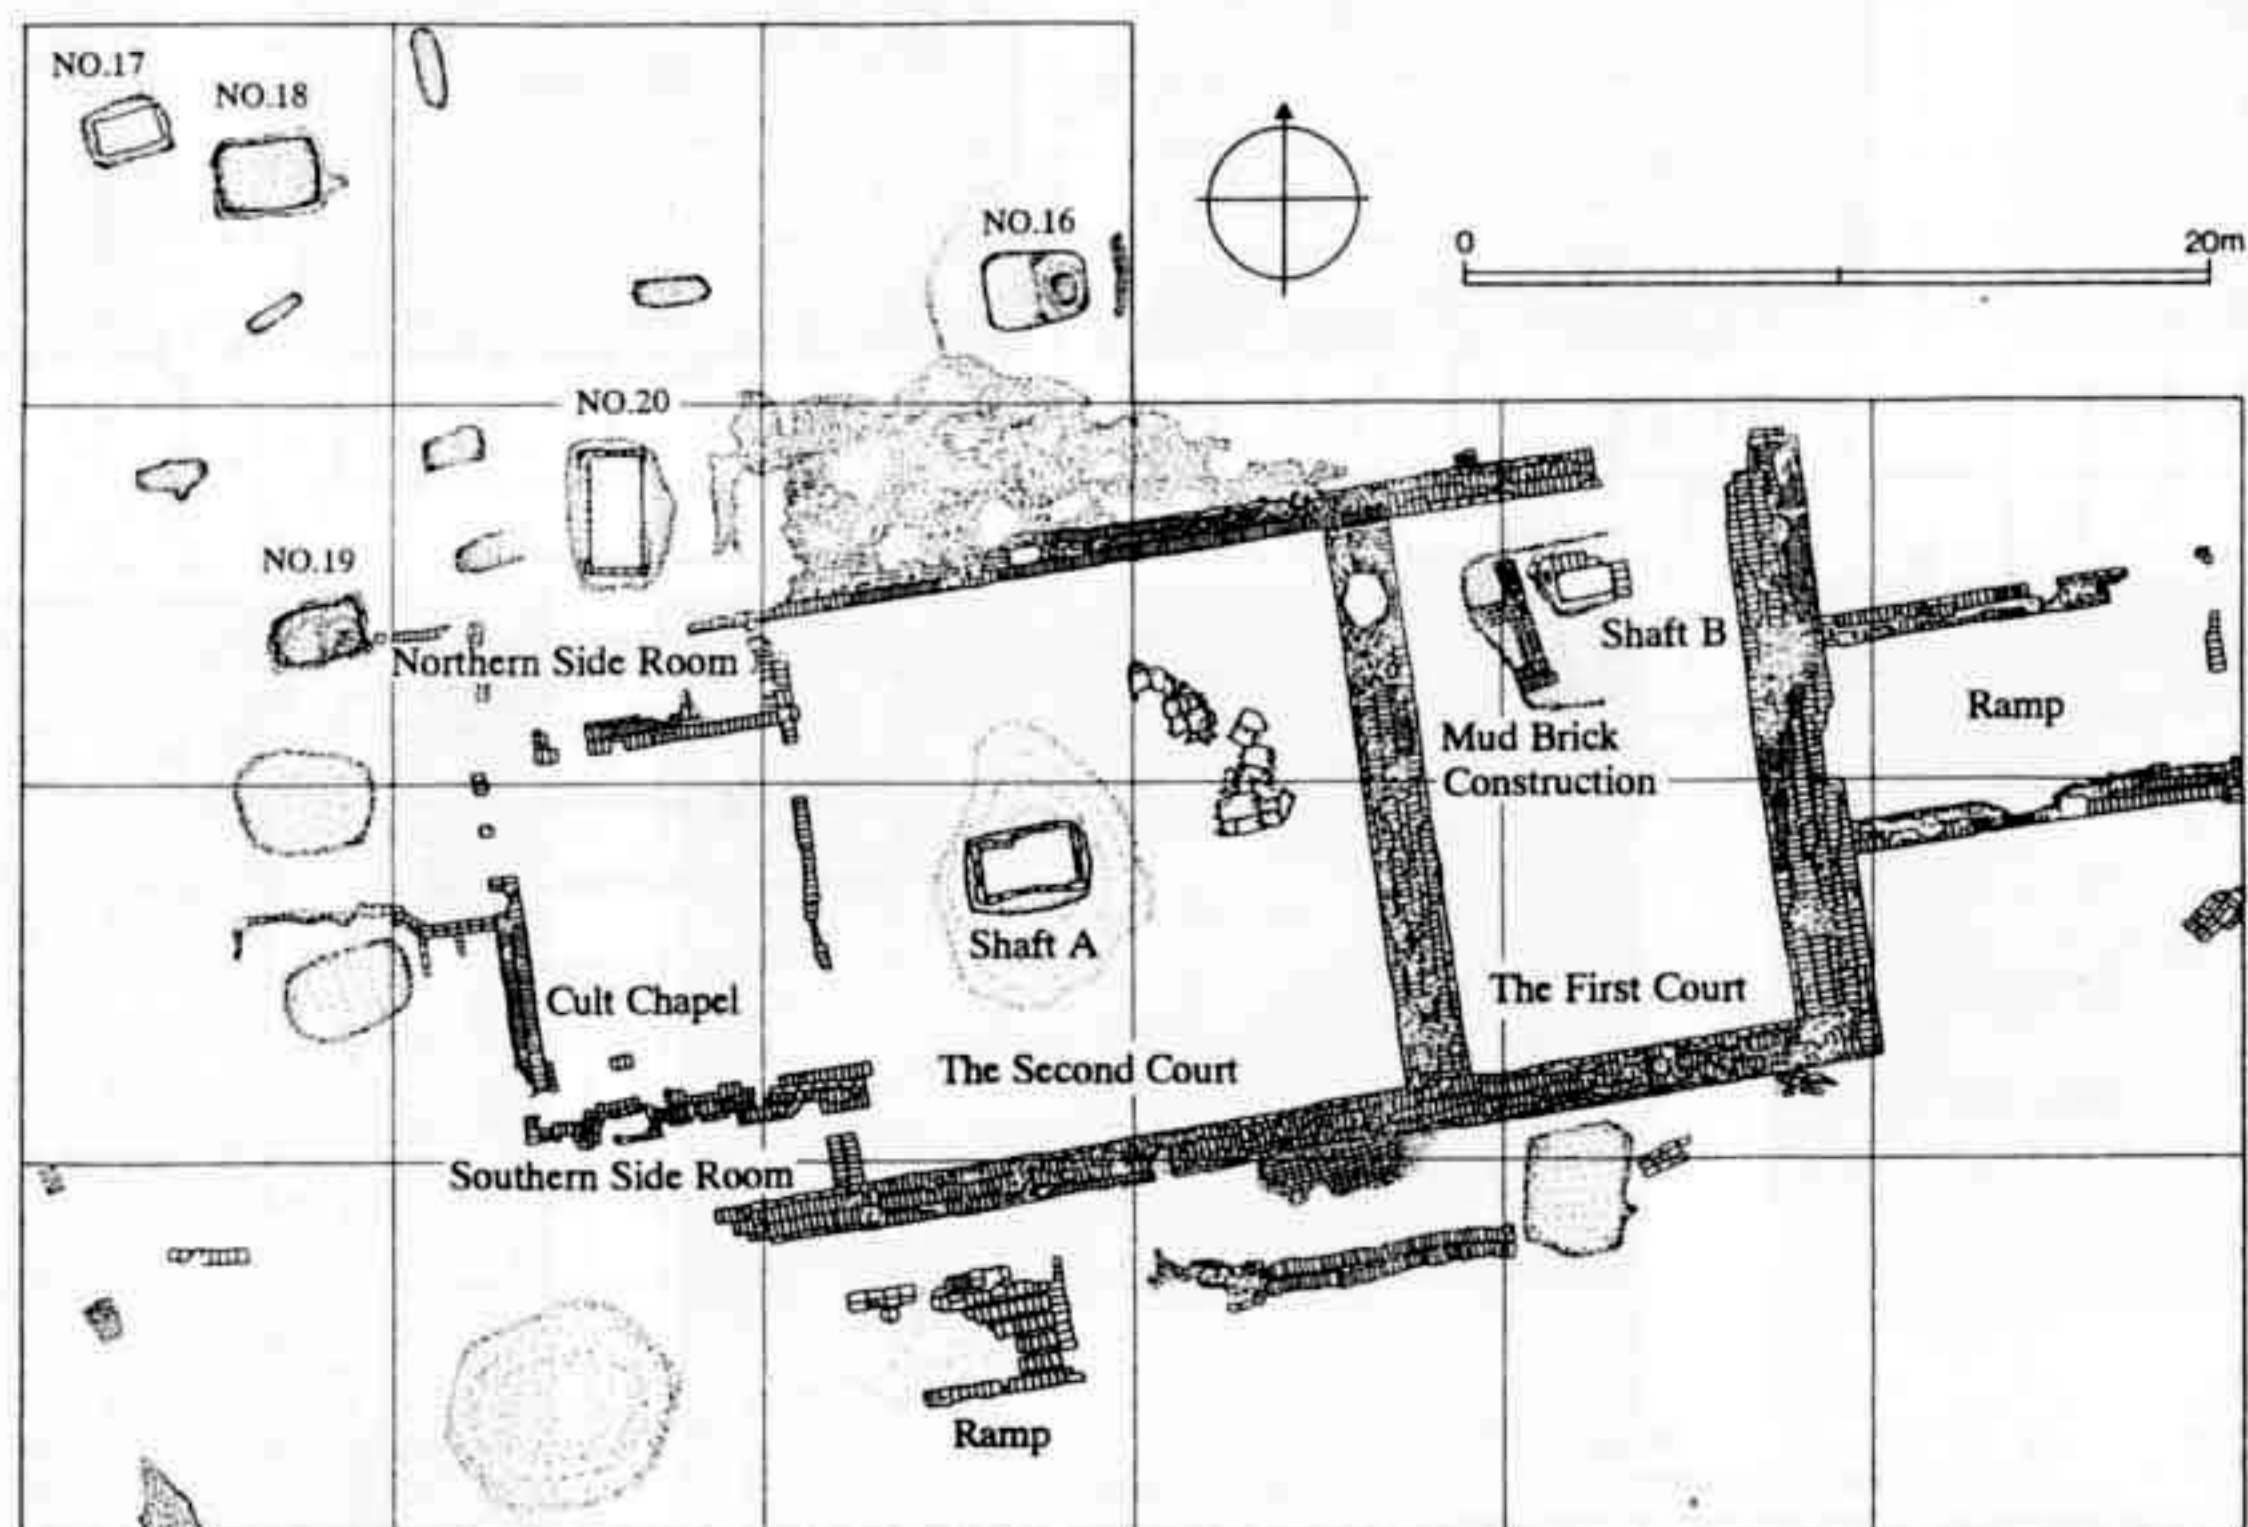 NO.17
NO.18
NO.16
0
20m
NO.20
NO.19
Northern Side Room
Shaft B
Ramp
Mud Brick
Construction
Shaft A
Cult Chapel
The First Court
The Second Court
Southern Side Room
Ramp